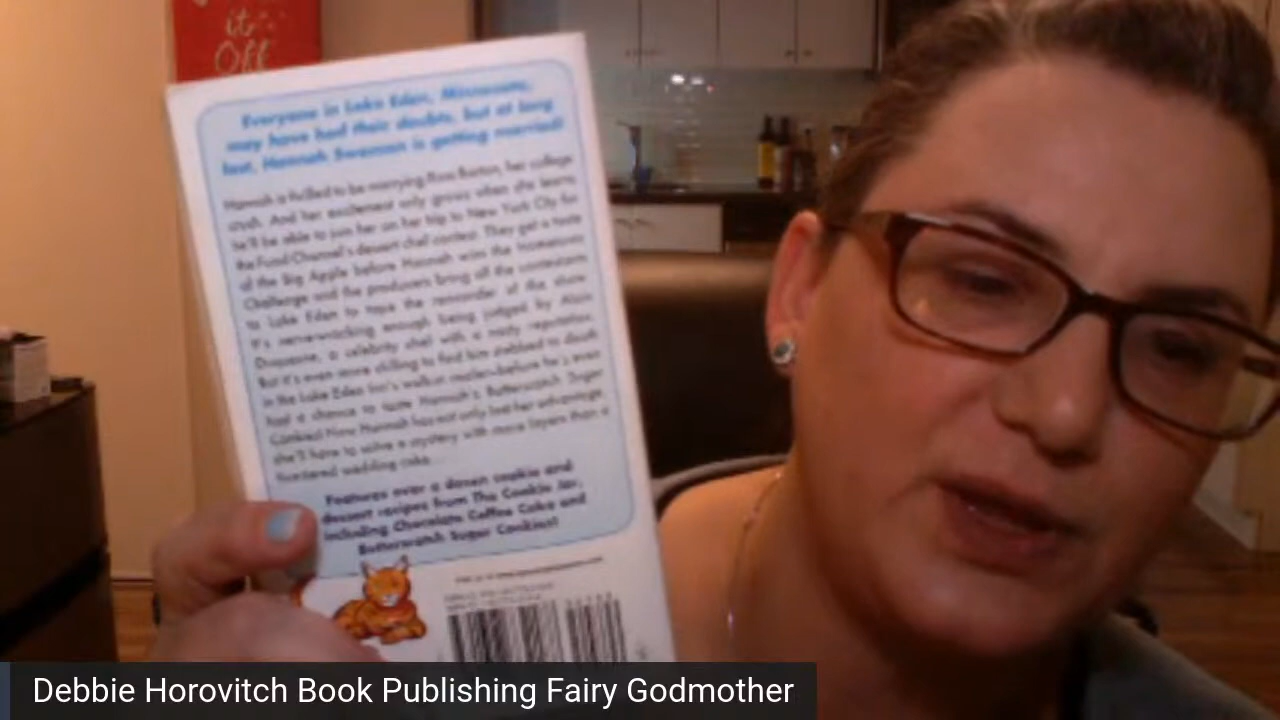 it
Off
Everyone in Lake Eden, Minnesota,
may have had their doubts, but at long
last, Hannah Swensen is getting married!
Hannah is thrilled to be marrying Ross Barton, her college
crush. And her excitement only grows when she learns
he'll be able to join her on her trip to New York City for
the Food Channel's dessert chef contest. They get a taste
of the Big Apple before Hannah wins the Hometown
Challenge and the producers bring all the contestants
to Lake Eden to tape the remainder of the show.
It's nerve-wracking enough being judged by Alain
Duquesne, a celebrity chef with a nasty reputation.
But it's even more chilling to find him stabbed to death
in the Lake Eden Inn's walk-in cooler—before he's even
had a chance to taste Hannah's Butterscotch Sugar
Cookies! Now Hannah has not only lost her advantage,
she'll have to solve a mystery with more layers than a
frosted wedding cake...
Features over a dozen cookie and
dessert recipes from The Cookie Jar,
including Chocolate Coffee Cake and
Butterscotch Sugar Cookies!
Debbie Horovitch Book Publishing Fairy Godmother